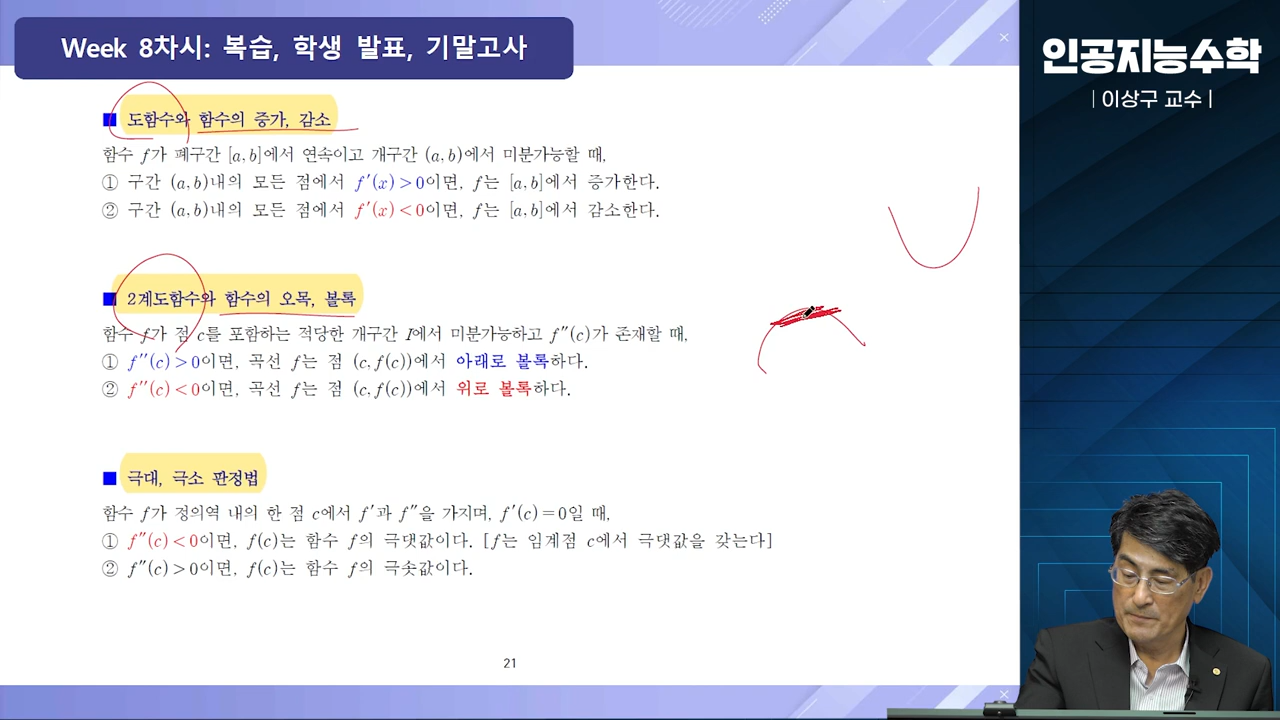 Week 8차시: 복습, 학생 발표, 기말고사
인공지능수학
| 이상구 교수 |
■ 도함수와 함수의 증가, 감소
함수 f가 폐구간 [a, b]에서 연속이고 개구간 (a, b)에서 미분가능할 때,
① 구간 (a, b)내의 모든 점에서 f′(x) > 0이면, f는 [a, b]에서 증가한다.
② 구간 (a, b)내의 모든 점에서 f′(x) < 0이면, f는 [a, b]에서 감소한다.
■ 2계도함수와 함수의 오목, 볼록
함수 f가 점 c를 포함하는 적당한 개구간 I에서 미분가능하고 f″(c)가 존재할 때,
① f″(c) > 0이면, 곡선 f는 점 (c, f(c))에서 아래로 볼록하다.
② f″(c) < 0이면, 곡선 f는 점 (c, f(c))에서 위로 볼록하다.
■ 극대, 극소 판정법
함수 f가 정의역 내의 한 점 c에서 f′과 f″을 가지며, f′(c) = 0일 때,
① f″(c) < 0이면, f(c)는 함수 f의 극댓값이다. [f는 임계점 c에서 극댓값을 갖는다]
② f″(c) > 0이면, f(c)는 함수 f의 극솟값이다.
21